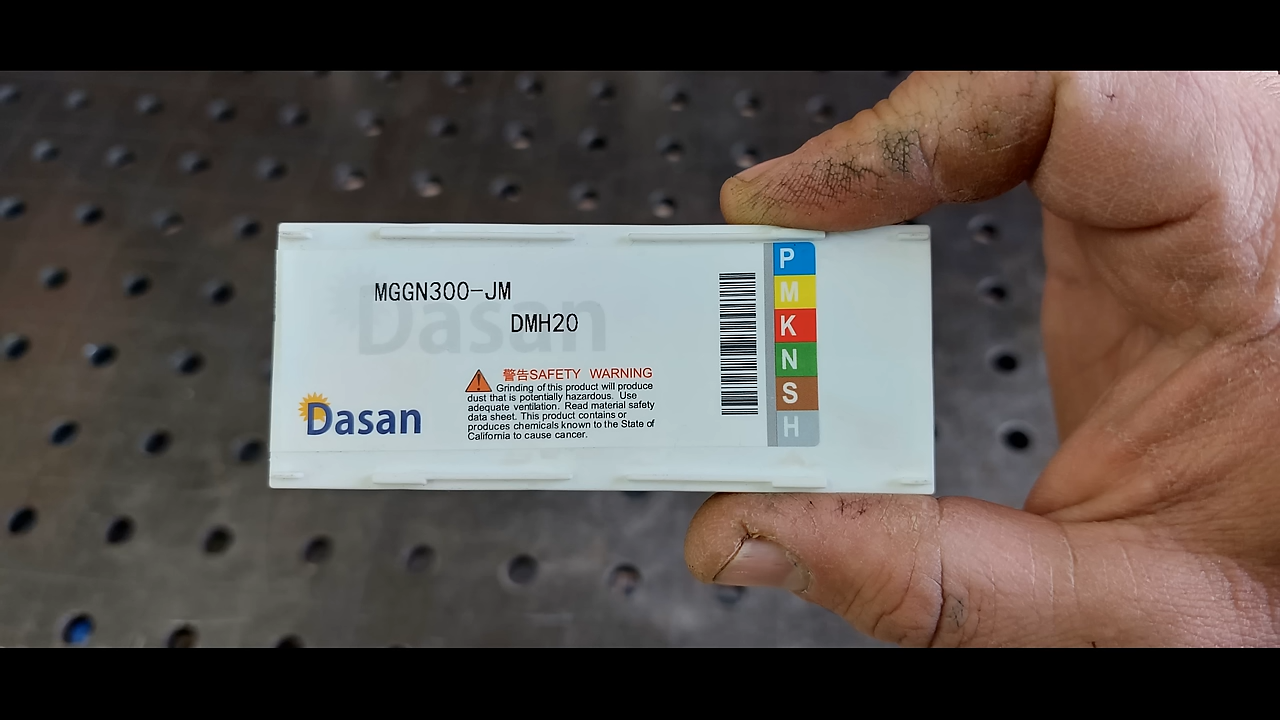 MGGN300-JM
DMH20
Dasan
警告SAFETY WARNING
Grinding of this product will produce
dust that is potentially hazardous. Use
adequate ventilation. Read material safety
data sheet. This product contains or
produces chemicals known to the State of
California to cause cancer.
Dasan
P
M
K
N
S
H